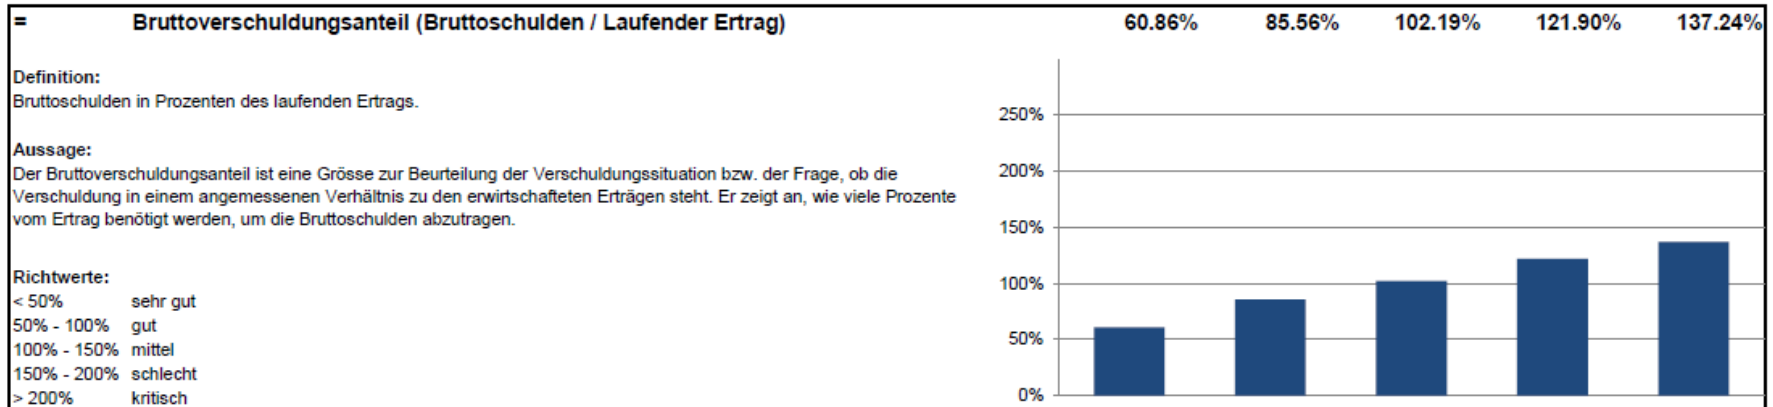 = Bruttoverschuldungsanteil (Bruttoschulden / Laufender Ertrag) 60.86% 85.56% 102.19% 121.90% 137.24%
Definition:
Bruttoschulden in Prozenten des laufenden Ertrags.
Aussage:
Der Bruttoverschuldungsanteil ist eine Grösse zur Beurteilung der Verschuldungssituation bzw. der Frage, ob die
Verschuldung in einem angemessenen Verhältnis zu den erwirtschafteten Erträgen steht. Er zeigt an, wie viele Prozente
vom Ertrag benötigt werden, um die Bruttoschulden abzutragen.
Richtwerte:
< 50% sehr gut
50% - 100% gut
100% - 150% mittel
150% - 200% schlecht
> 200% kritisch
250%
200%
150%
100%
50%
0%